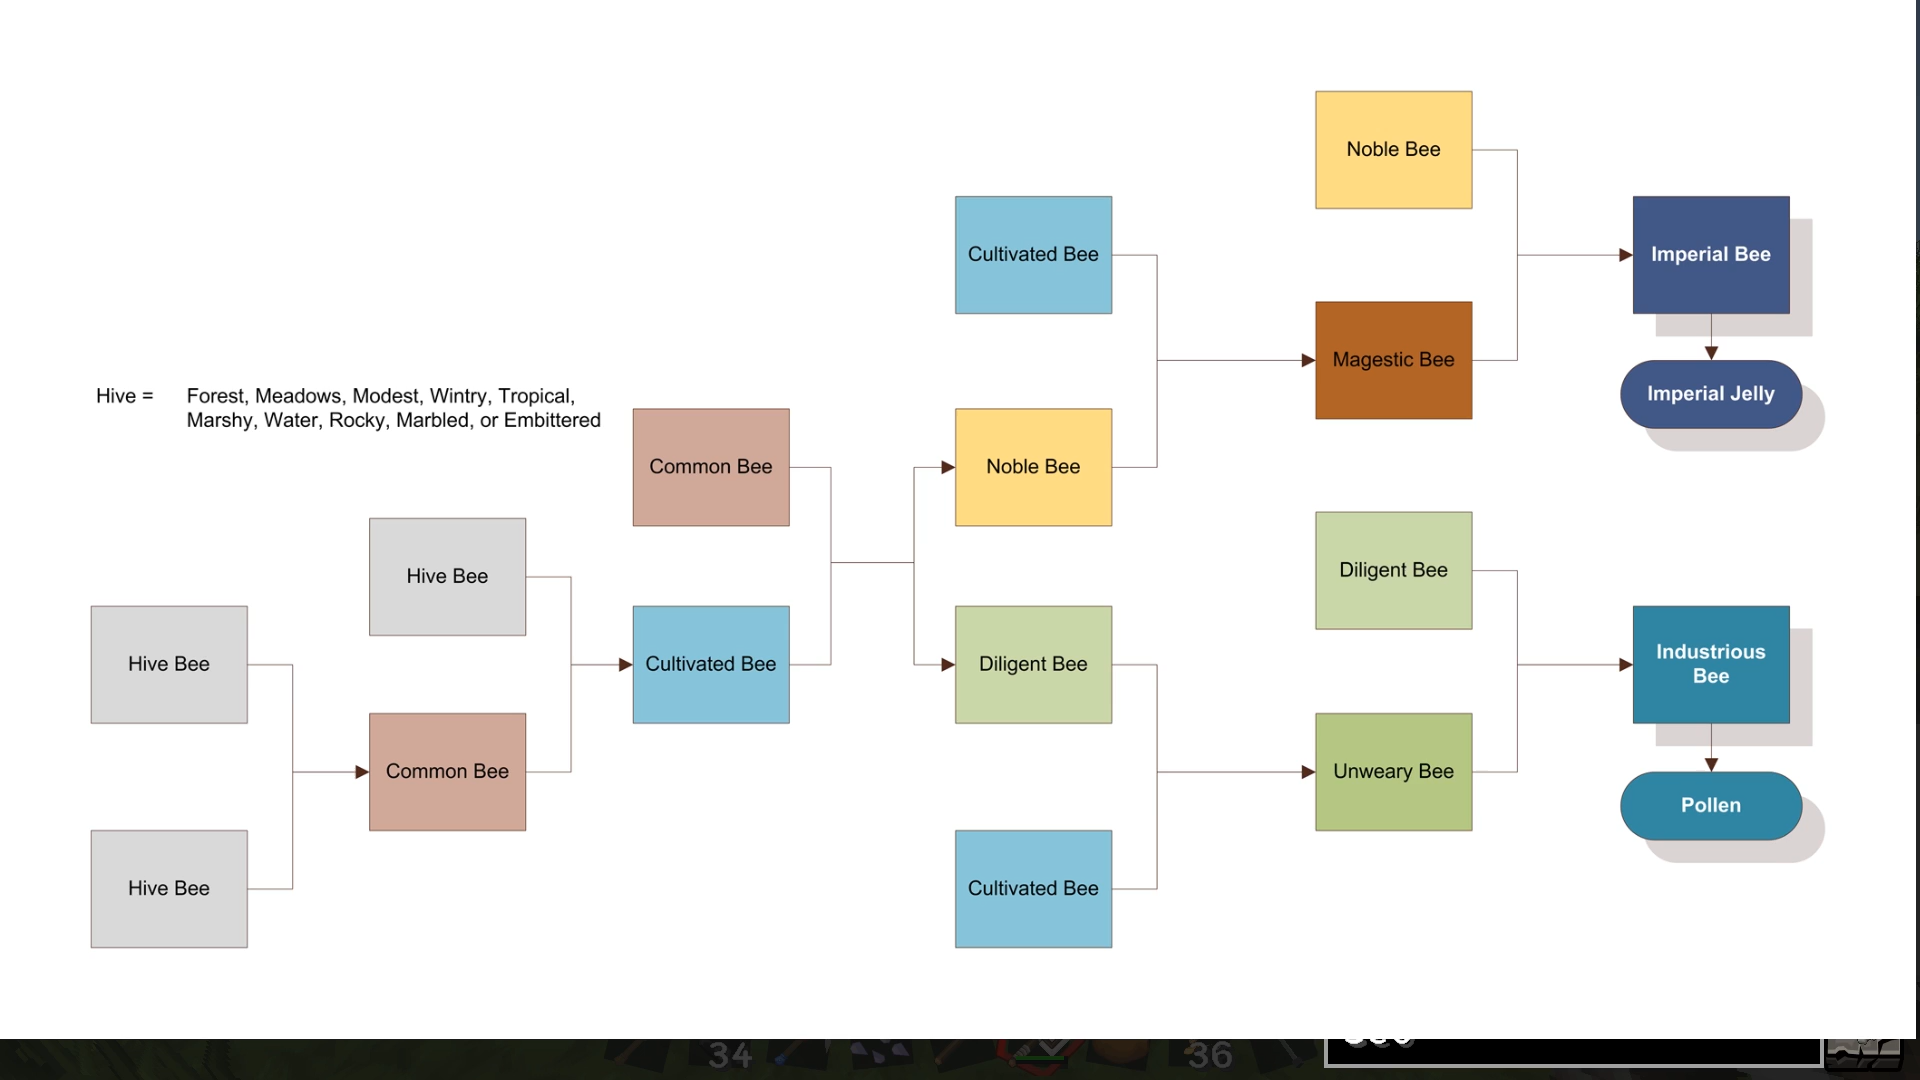 Noble Bee
Cultivated Bee
Imperial Bee
Magestic Bee
Imperial Jelly
Hive = Forest, Meadows, Modest, Wintry, Tropical,
Marshy, Water, Rocky, Marbled, or Embittered
Common Bee
Noble Bee
Hive Bee
Diligent Bee
Hive Bee
Cultivated Bee
Diligent Bee
Industrious
Bee
Common Bee
Unweary Bee
Pollen
Hive Bee
Cultivated Bee
34
36